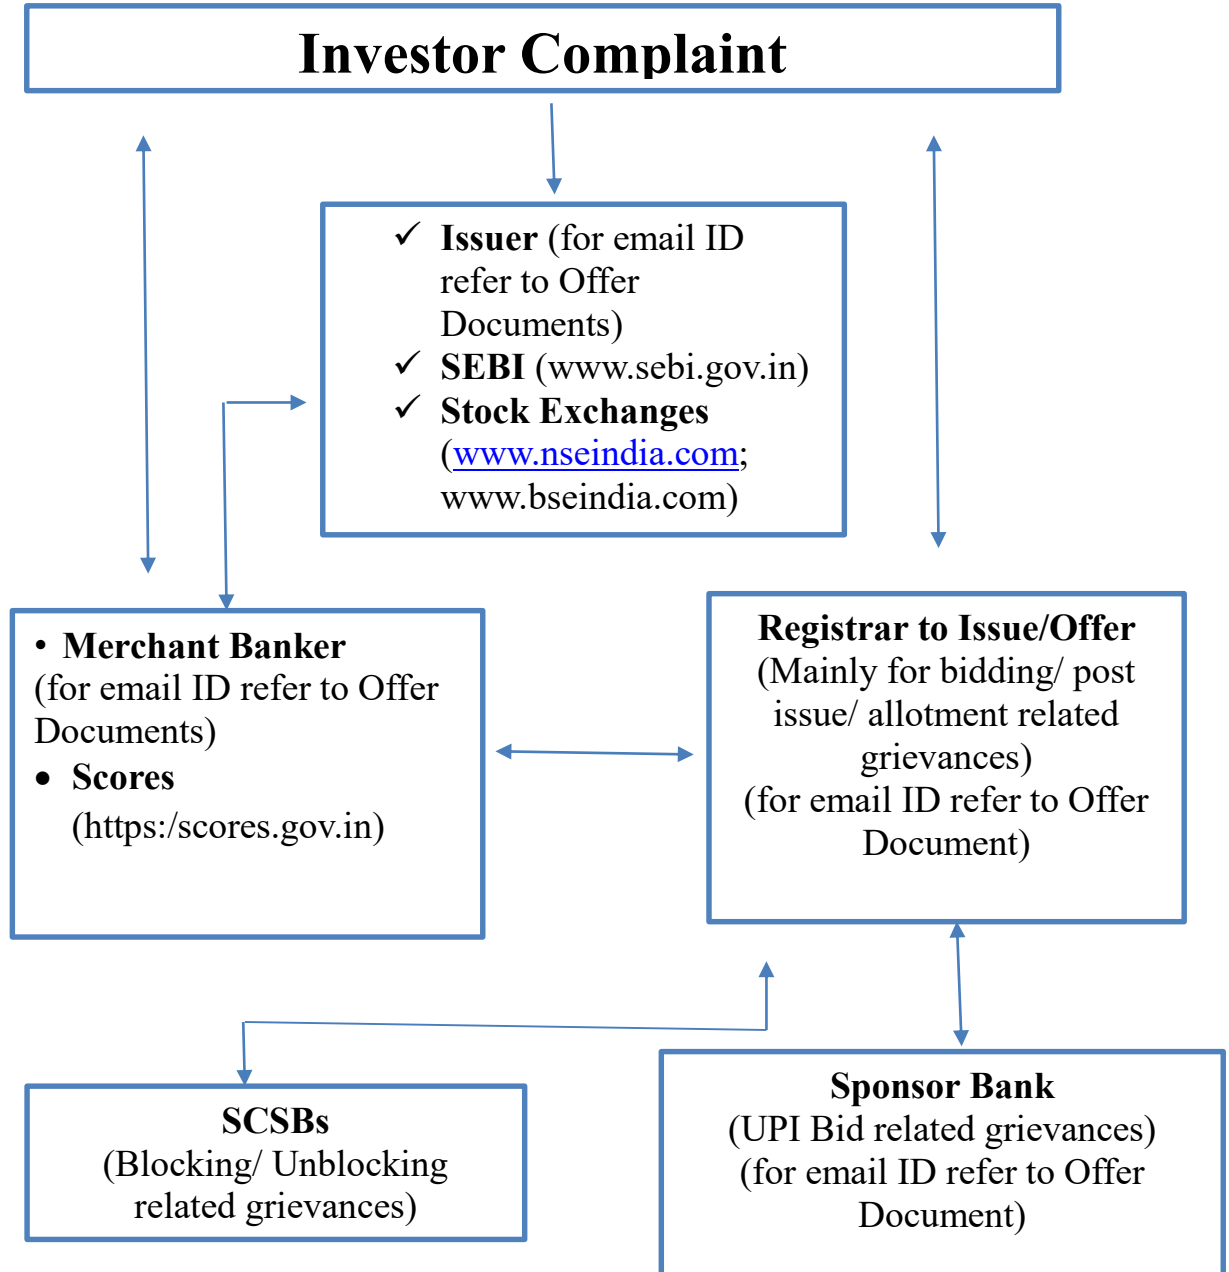 Investor Complaint
✓ Issuer (for email ID
refer to Offer
Documents)
✓ SEBI (www.sebi.gov.in)
✓ Stock Exchanges
(www.nseindia.com;
www.bseindia.com)
• Merchant Banker
(for email ID refer to Offer
Documents)
• Scores
(https:/scores.gov.in)
Registrar to Issue/Offer
(Mainly for bidding/ post
issue/ allotment related
grievances)
(for email ID refer to Offer
Document)
SCSBs
(Blocking/ Unblocking
related grievances)
Sponsor Bank
(UPI Bid related grievances)
(for email ID refer to Offer
Document)